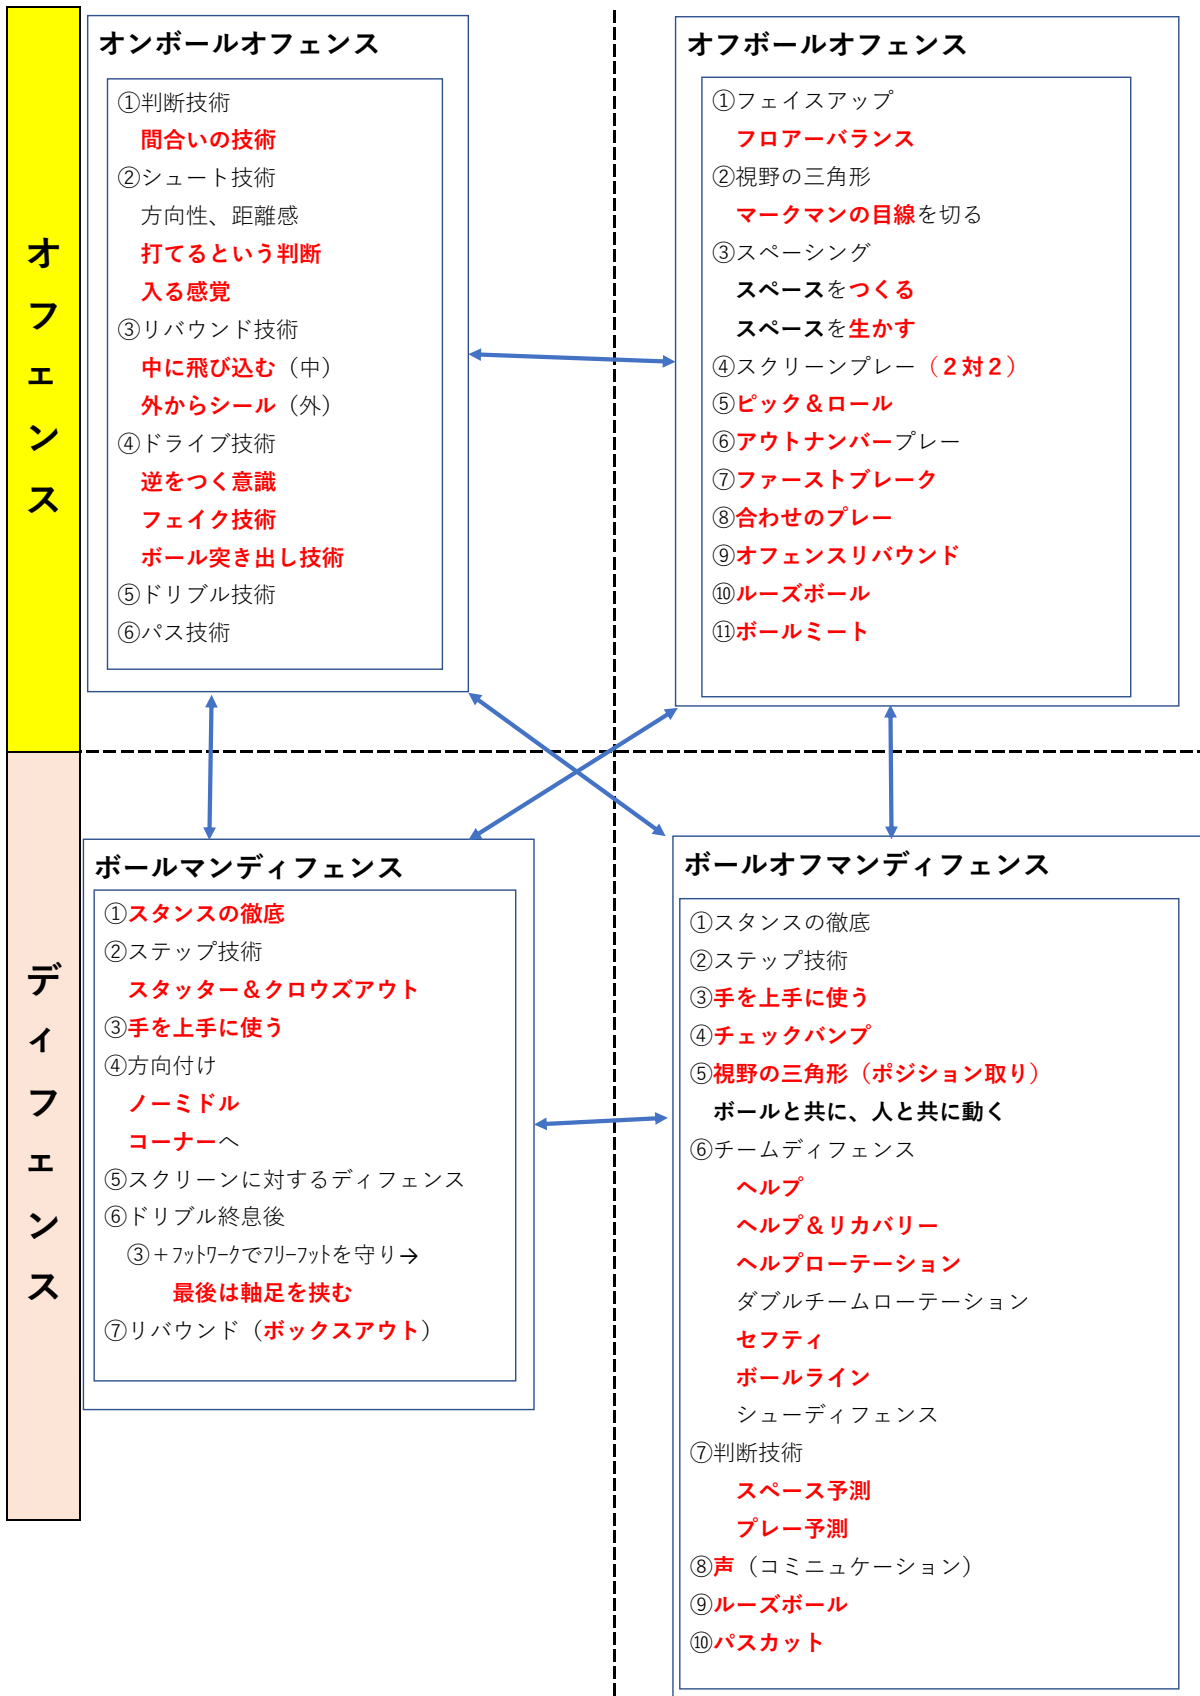 オフェンス
オンボールオフェンス
①判断技術
間合いの技術
②シュート技術
方向性、距離感
打てるという判断
入る感覚
③リバウンド技術
中に飛び込む（中）
外からシール（外）
④ドライブ技術
逆をつく意識
フェイク技術
ボール突き出し技術
⑤ドリブル技術
⑥パス技術
オフボールオフェンス
①フェイスアップ
フロアーバランス
②視野の三角形
マークマンの目線を切る
③スペーシング
スペースをつくる
スペースを生かす
④スクリーンプレー（２対２）
⑤ピック＆ロール
⑥アウトナンバープレー
⑦ファーストブレーク
⑧合わせのプレー
⑨オフェンスリバウンド
⑩ルーズボール
⑪ボールミート
ディフェンス
ボールマンディフェンス
①スタンスの徹底
②ステップ技術
スタッター＆クロウズアウト
③手を上手に使う
④方向付け
ノーミドル
コーナーへ
⑤スクリーンに対するディフェンス
⑥ドリブル終息後
③＋ﾌｯﾄﾜｰｸでﾌﾘｰﾌｯﾄを守り→
最後は軸足を挟む
⑦リバウンド（ボックスアウト）
ボールオフマンディフェンス
①スタンスの徹底
②ステップ技術
③手を上手に使う
④チェックバンプ
⑤視野の三角形（ポジション取り）
ボールと共に、人と共に動く
⑥チームディフェンス
ヘルプ
ヘルプ＆リカバリー
ヘルプローテーション
ダブルチームローテーション
セフティ
ボールライン
シューディフェンス
⑦判断技術
スペース予測
プレー予測
⑧声（コミニュケーション）
⑨ルーズボール
⑩パスカット